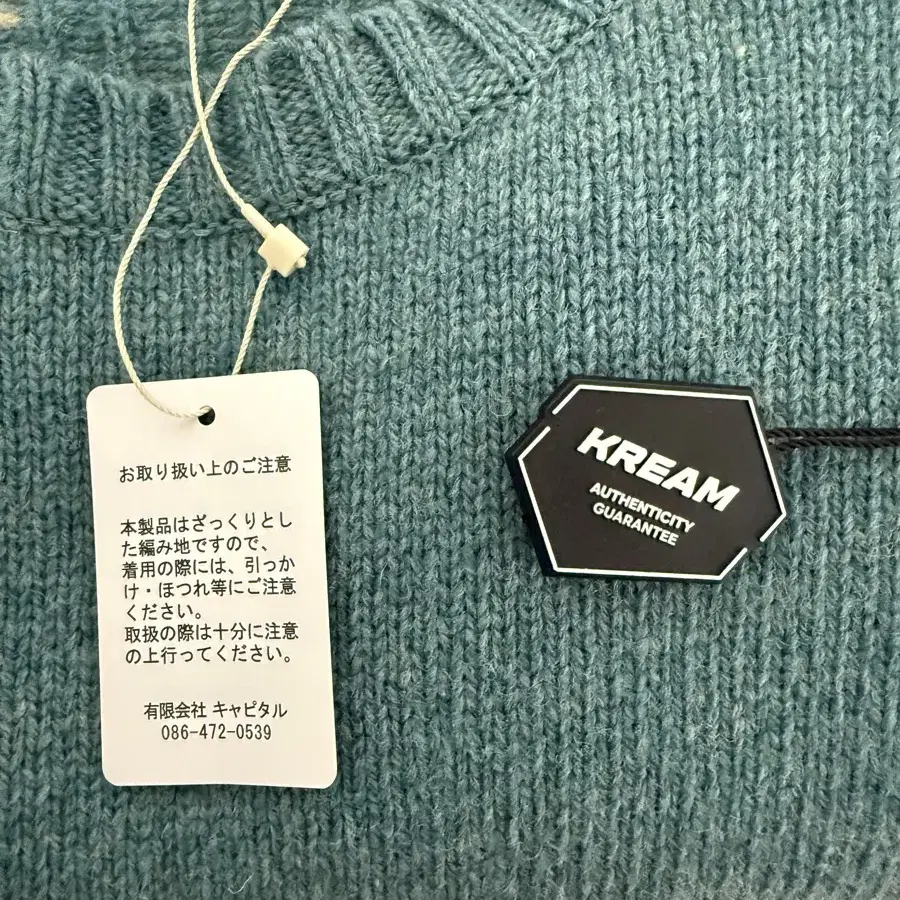 お取り扱い上のご注意
本製品はざっくりとし
た編み地ですので、
着用の際には、引っか
け・ほつれ等にご注意
ください。
取扱の際は十分に注意
の上行ってください。
有限会社 キャピタル
086-472-0539
KREAM
AUTHENTICITY
GUARANTEE